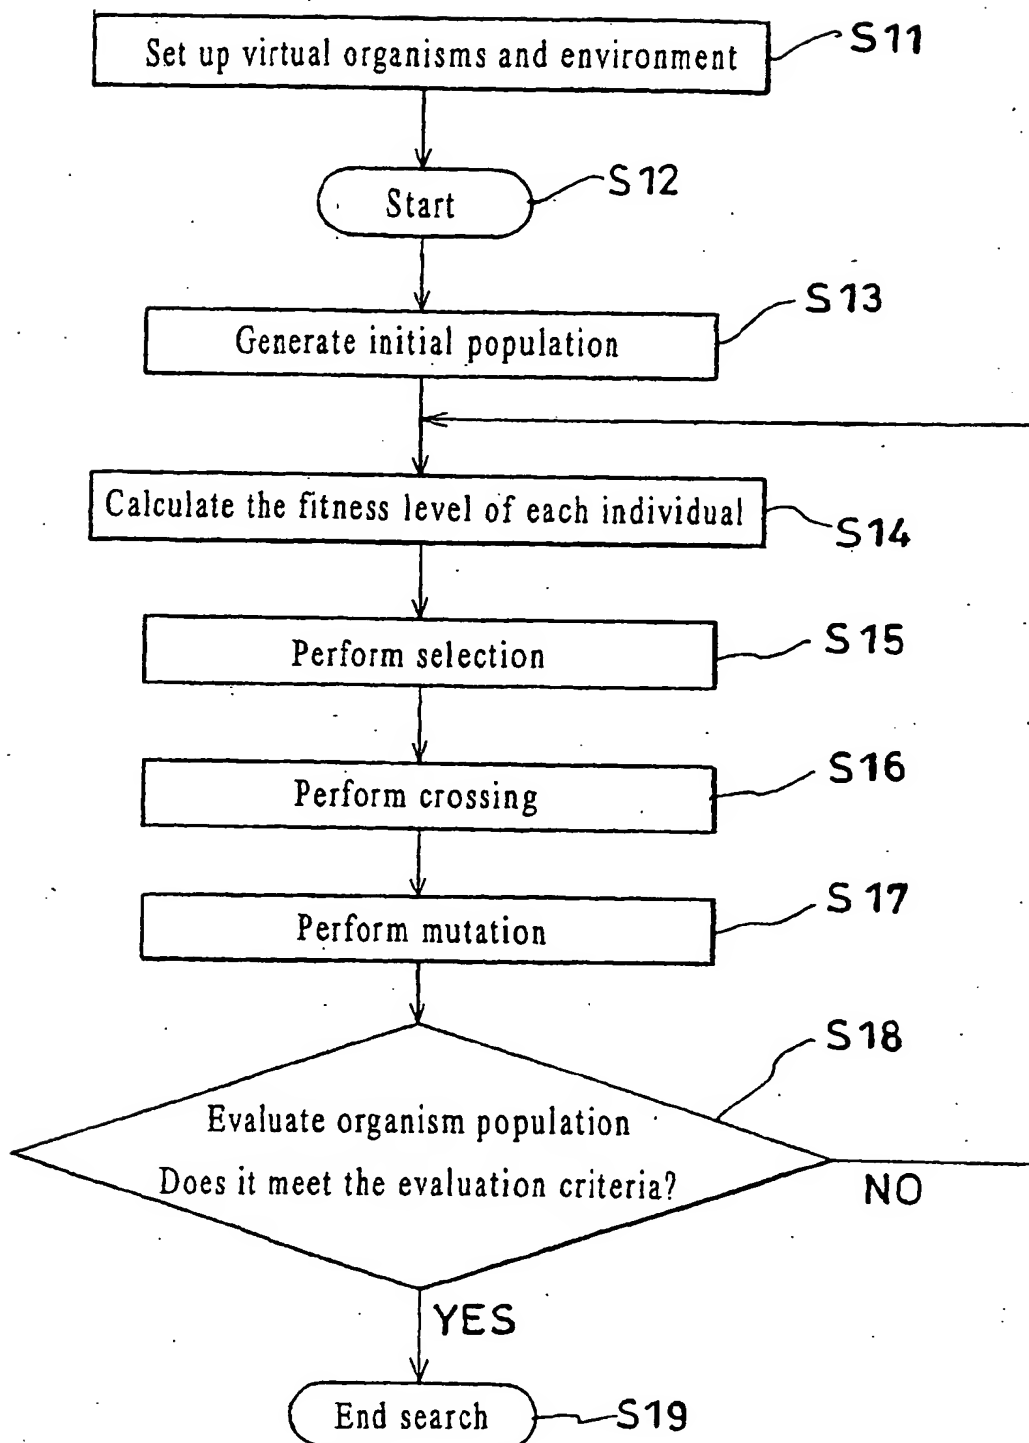 Set up virtual organisms and environment
S11
Start
S12
Generate initial population
S13
Calculate the fitness level of each individual
S14
Perform selection
S15
Perform crossing
S16
Perform mutation
S17
Evaluate organism population
Does it meet the evaluation criteria?
S18
NO
YES
End search
S19